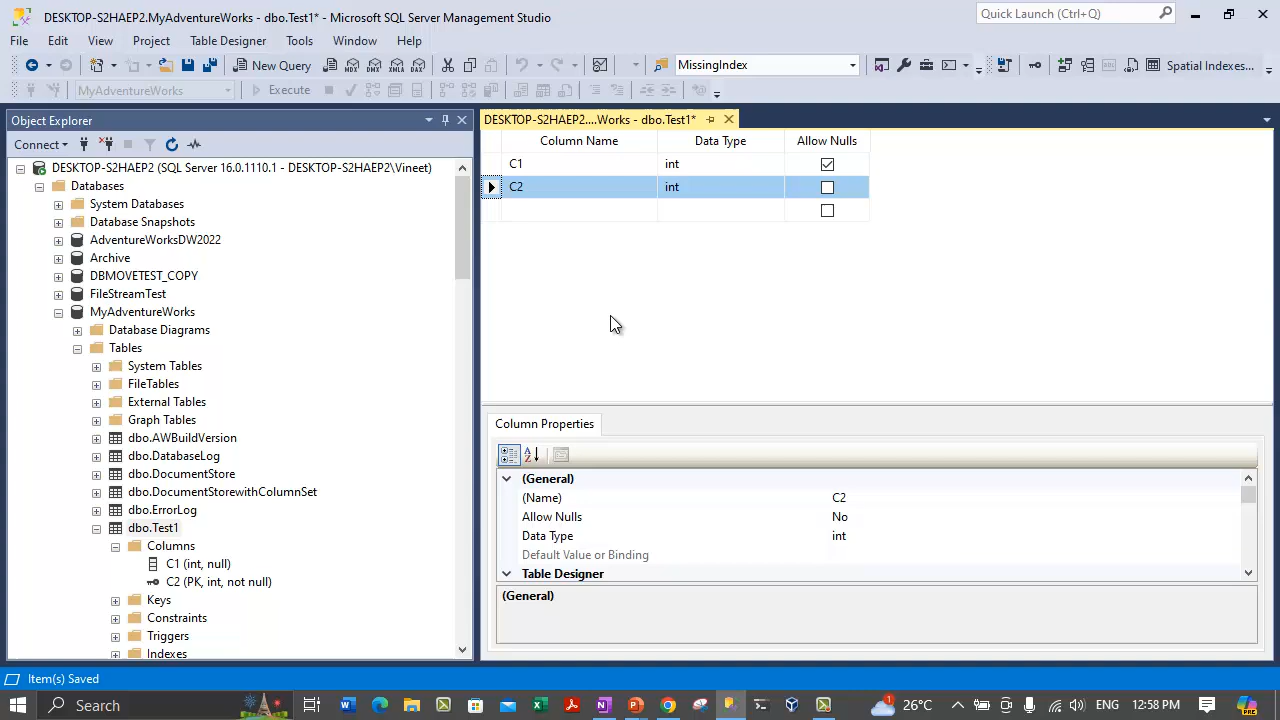 DESKTOP-S2HAEP2.MyAdventureWorks - dbo.Test1* - Microsoft SQL Server Management Studio
Quick Launch (Ctrl+Q)
File Edit View Project Table Designer Tools Window Help
New Query MDX DMX XMLA DAX MissingIndex Spatial Indexes...
MyAdventureWorks Execute
Object Explorer
DESKTOP-S2HAEP2....Works - dbo.Test1*
Connect
Column Name Data Type Allow Nulls
C1 int
C2 int
DESKTOP-S2HAEP2 (SQL Server 16.0.1110.1 - DESKTOP-S2HAEP2\Vineet)
Databases
System Databases
Database Snapshots
AdventureWorksDW2022
Archive
DBMOVETEST_COPY
FileStreamTest
MyAdventureWorks
Database Diagrams
Tables
System Tables
FileTables
External Tables
Graph Tables
dbo.AWBuildVersion
dbo.DatabaseLog
dbo.DocumentStore
dbo.DocumentStorewithColumnSet
dbo.ErrorLog
dbo.Test1
Columns
C1 (int, null)
C2 (PK, int, not null)
Keys
Constraints
Triggers
Indexes
Column Properties
(General)
(Name) C2
Allow Nulls No
Data Type int
Default Value or Binding
Table Designer
(General)
Item(s) Saved
Search
1 26°C ENG 12:58 PM